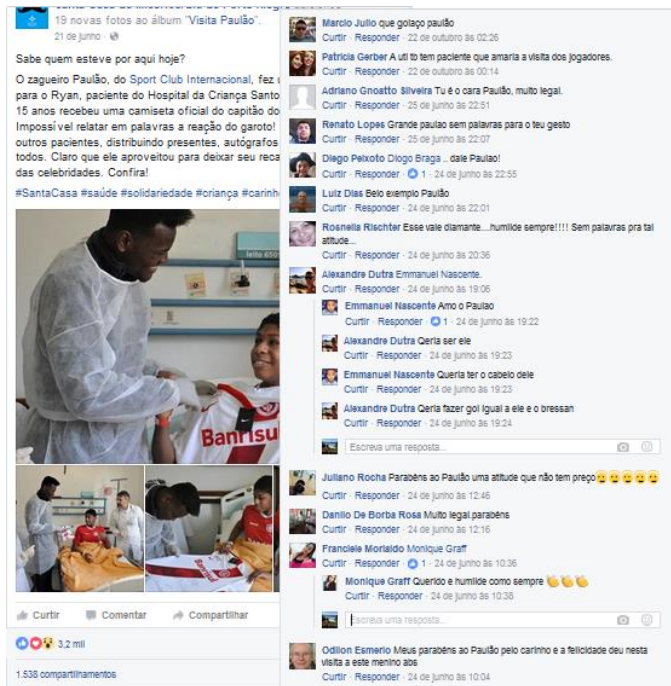 Santa Casa de Misericórdia de Porto Alegre
19 novas fotos ao álbum "Visita Paulão".
21 de junho ·
Sabe quem esteve por aqui hoje?
O zagueiro Paulão, do Sport Club Internacional, fez
para o Ryan, paciente do Hospital da Criança Santo
15 anos recebeu uma camiseta oficial do capitão do
Impossível relatar em palavras a reação do garoto!
outros pacientes, distribuindo presentes, autógrafos
todos. Claro que ele aproveitou para deixar seu reca
das celebridades. Confira!
#SantaCasa #saúde #solidariedade #criança #carinh
leito 650
Banrisu
Banrisul
Curtir Comentar Compartilhar
3,2 mil
1.538 compartilhamentos
Marcio Julio que golaço paulão
Curtir · Responder · 22 de outubro às 02:26
Patricia Gerber A uti tb tem paciente que amaria a visita dos jogadores.
Curtir · Responder · 22 de outubro às 00:14
Adriano Gnoatto Silveira Tu é o cara Paulão, muito legal.
Curtir · Responder · 25 de junho às 22:51
Renato Lopes Grande paulao sem palavras para o teu gesto
Curtir · Responder · 25 de junho às 22:07
Diego Peixoto Diogo Braga .. dale Paulao!
Curtir · Responder · 1 · 24 de junho às 22:55
Luiz Dias Belo exemplo Paulão
Curtir · Responder · 24 de junho às 22:01
Rosnelia Rischter Esse vale diamante....humilde sempre!!!! Sem palavras pra tal
atitude...
Curtir · Responder · 24 de junho às 20:36
Alexandre Dutra Emmanuel Nascente.
Curtir · Responder · 24 de junho às 19:06
Emmanuel Nascente Amo o Paulao
Curtir · Responder · 1 · 24 de junho às 19:22
Alexandre Dutra Qeria ser ele
Curtir · Responder · 24 de junho às 19:23
Emmanuel Nascente Queria ter o cabelo dele
Curtir · Responder · 24 de junho às 19:23
Alexandre Dutra Qeria fazer gol igual a ele e o bressan
Curtir · Responder · 24 de junho às 19:24
Escreva uma resposta...
Juliano Rocha Parabéns ao Paulão uma atitude que não tem preço
Curtir · Responder · 24 de junho às 12:46
Danilo De Borba Rosa Muito legal,parabéns
Curtir · Responder · 24 de junho às 12:16
Franciele Morialdo Monique Graff
Curtir · Responder · 1 · 24 de junho às 10:36
Monique Graff Querido e humilde como sempre 👏👏👏
Curtir · Responder · 24 de junho às 10:38
Escreva uma resposta...
Odilon Esmerio Meus parabéns ao Paulão pelo carinho e a felicidade deu nesta
visita a este menino abs
Curtir · Responder · 24 de junho às 10:04